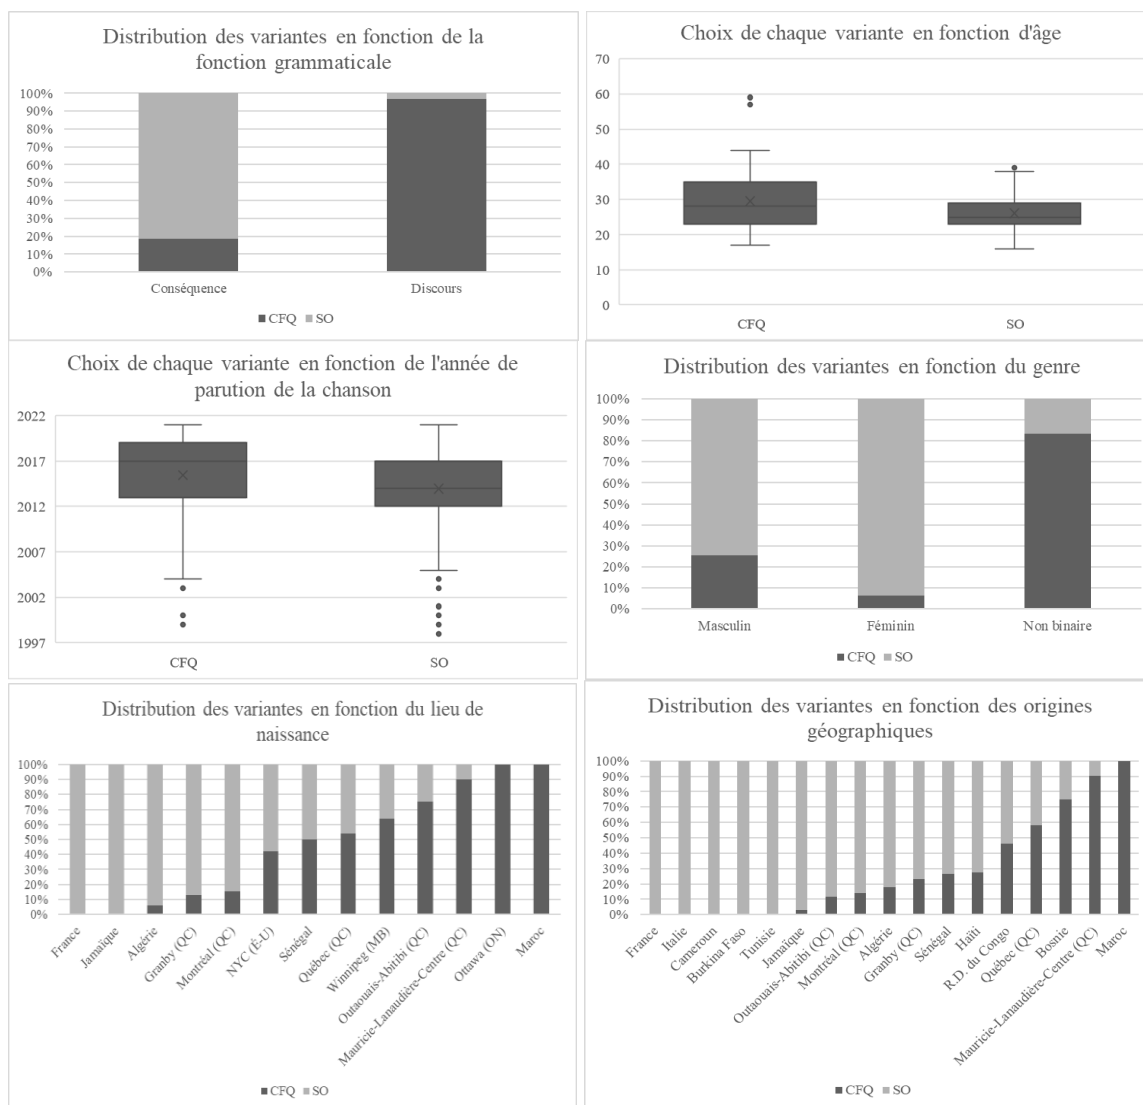 Distribution des variantes en fonction de la
fonction grammaticale
100%
90%
80%
70%
60%
50%
40%
30%
20%
10%
0%
Conséquence Discours
CFQ SO
Choix de chaque variante en fonction d'âge
70
60
50
40
30
20
10
0
CFQ SO
Choix de chaque variante en fonction de l'année de
parution de la chanson
2022
2017
2012
2007
2002
1997
CFQ SO
Distribution des variantes en fonction du genre
100%
90%
80%
70%
60%
50%
40%
30%
20%
10%
0%
Masculin Féminin Non binaire
CFQ SO
Distribution des variantes en fonction du lieu de
naissance
100%
90%
80%
70%
60%
50%
40%
30%
20%
10%
0%
France
Jamaïque
Algérie
Granby (QC)
Montréal (QC)
NYC (É-U)
Sénégal
Québec (QC)
Winnipeg (MB)
Outaouais-Abitibi (QC)
Mauricie-Lanaudière-Centre (QC)
Ottawa (ON)
Maroc
CFQ SO
Distribution des variantes en fonction des origines
géographiques
100%
90%
80%
70%
60%
50%
40%
30%
20%
10%
0%
France
Italie
Cameroun
Burkina Faso
Tunisie
Jamaïque
Outaouais-Abitibi (QC)
Montréal (QC)
Algérie
Granby (QC)
Sénégal
Haïti
R.D. du Congo
Québec (QC)
Bosnie
Mauricie-Lanaudière-Centre (QC)
Maroc
CFQ SO